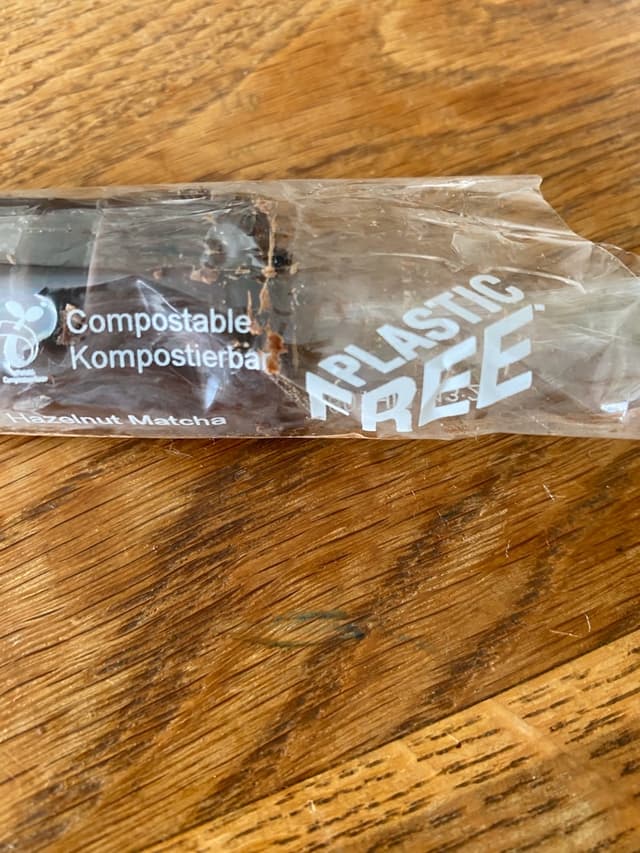 Compostable
Kompostierbar
Hazelnut Matcha
PLASTIC
FREE